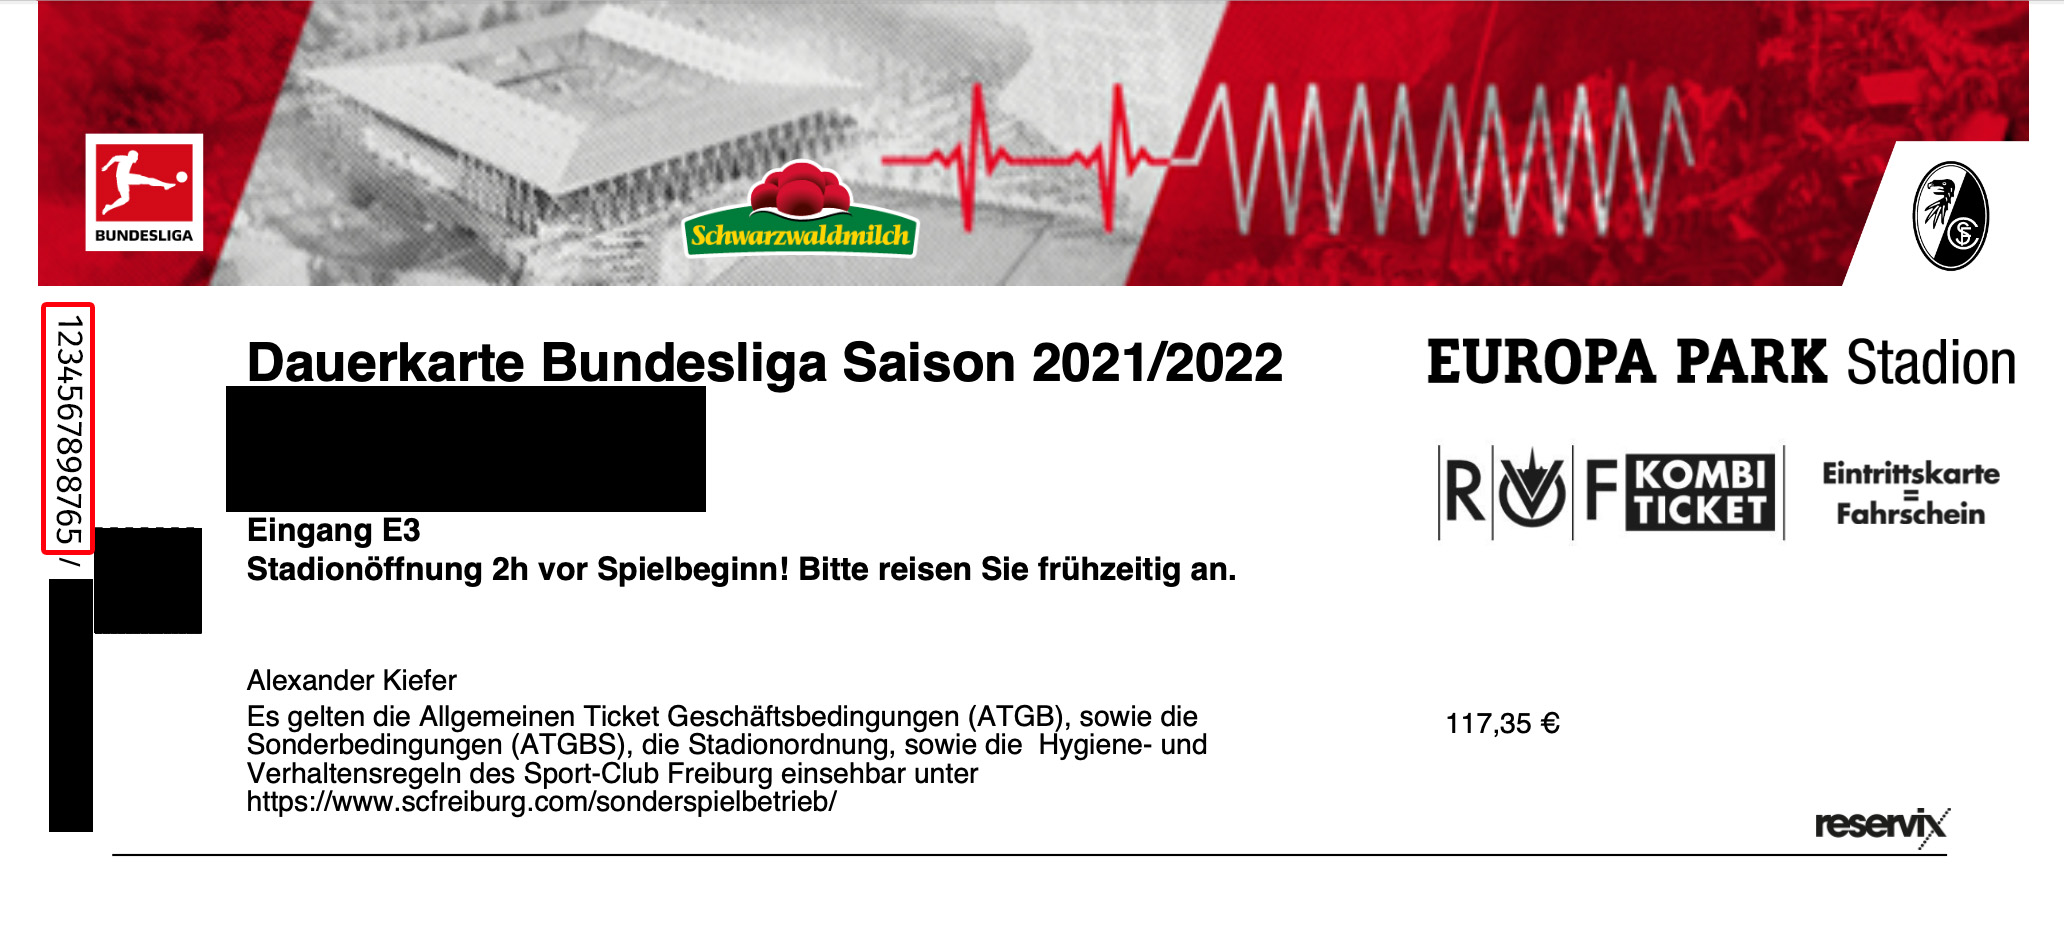 BUNDESLIGA
Schwarzwaldmilch
SC
12345678987 65 /
Dauerkarte Bundesliga Saison 2021/2022
EUROPA PARK Stadion
RVF KOMBI TICKET
Eintrittskarte
=
Fahrschein
Eingang E3
Stadionöffnung 2h vor Spielbeginn! Bitte reisen Sie frühzeitig an.
Alexander Kiefer
Es gelten die Allgemeinen Ticket Geschäftsbedingungen (ATGB), sowie die
Sonderbedingungen (ATGBS), die Stadionordnung, sowie die  Hygiene- und
Verhaltensregeln des Sport-Club Freiburg einsehbar unter
https://www.scfreiburg.com/sonderspielbetrieb/
117,35 €
reservix